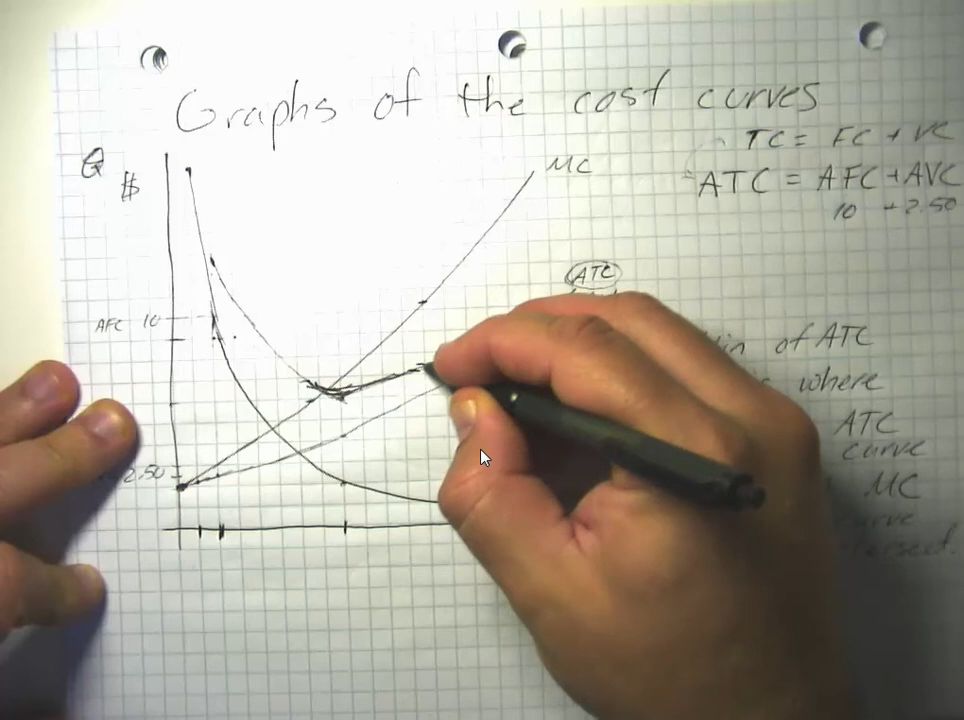 Graphs of the cost curves
TC = FC + VC
Q
$
MC
ATC = AFC + AVC
10 + 2.50
ATC
AFC 10
of ATC
where
ATC
curve
2.50
MC